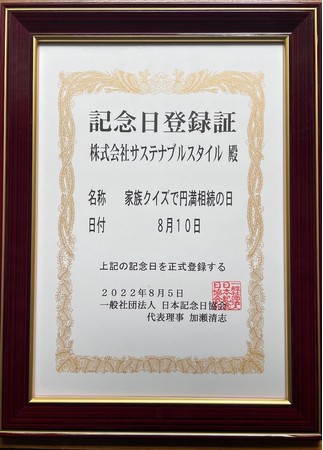 記念日登録証
株式会社サステナブルスタイル 殿
名称 家族クイズで円満相続の日
日付 8月10日
上記の記念日を正式登録する
2022年8月5日
一般社団法人 日本記念日協会
代表理事 加瀬清志